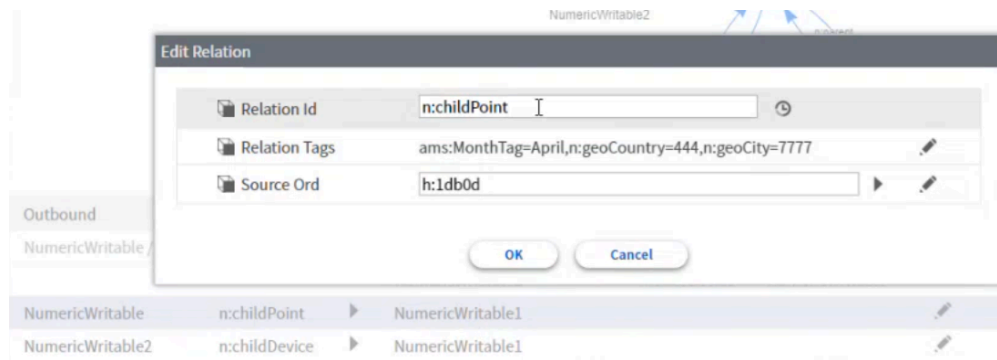 NumericWritable2
n:parent
Edit Relation
Relation Id n:childPoint
Relation Tags ams:MonthTag=April,n:geoCountry=444,n:geoCity=7777
Source Ord h:1db0d
Outbound
NumericWritable /
OK Cancel
NumericWritable n:childPoint NumericWritable1
NumericWritable2 n:childDevice NumericWritable1